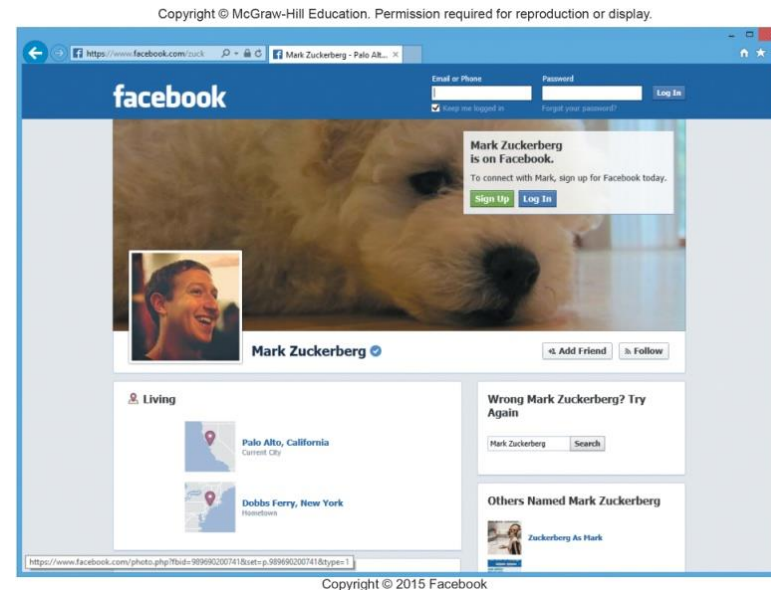 Copyright © McGraw-Hill Education. Permission required for reproduction or display.
https://www.facebook.com/zuck
Mark Zuckerberg - Palo Alt...
facebook
Email or Phone
Password
Log In
Keep me logged in
Forgot your password?
Mark Zuckerberg
is on Facebook.
To connect with Mark, sign up for Facebook today.
Sign Up
Log In
Mark Zuckerberg
Add Friend
Follow
Living
Palo Alto, California
Current City
Dobbs Ferry, New York
Hometown
Wrong Mark Zuckerberg? Try
Again
Mark Zuckerberg
Search
Others Named Mark Zuckerberg
Zuckerberg As Mark
https://www.facebook.com/photo.php?fbid=989690200741&set=p.989690200741&type=1
Copyright © 2015 Facebook